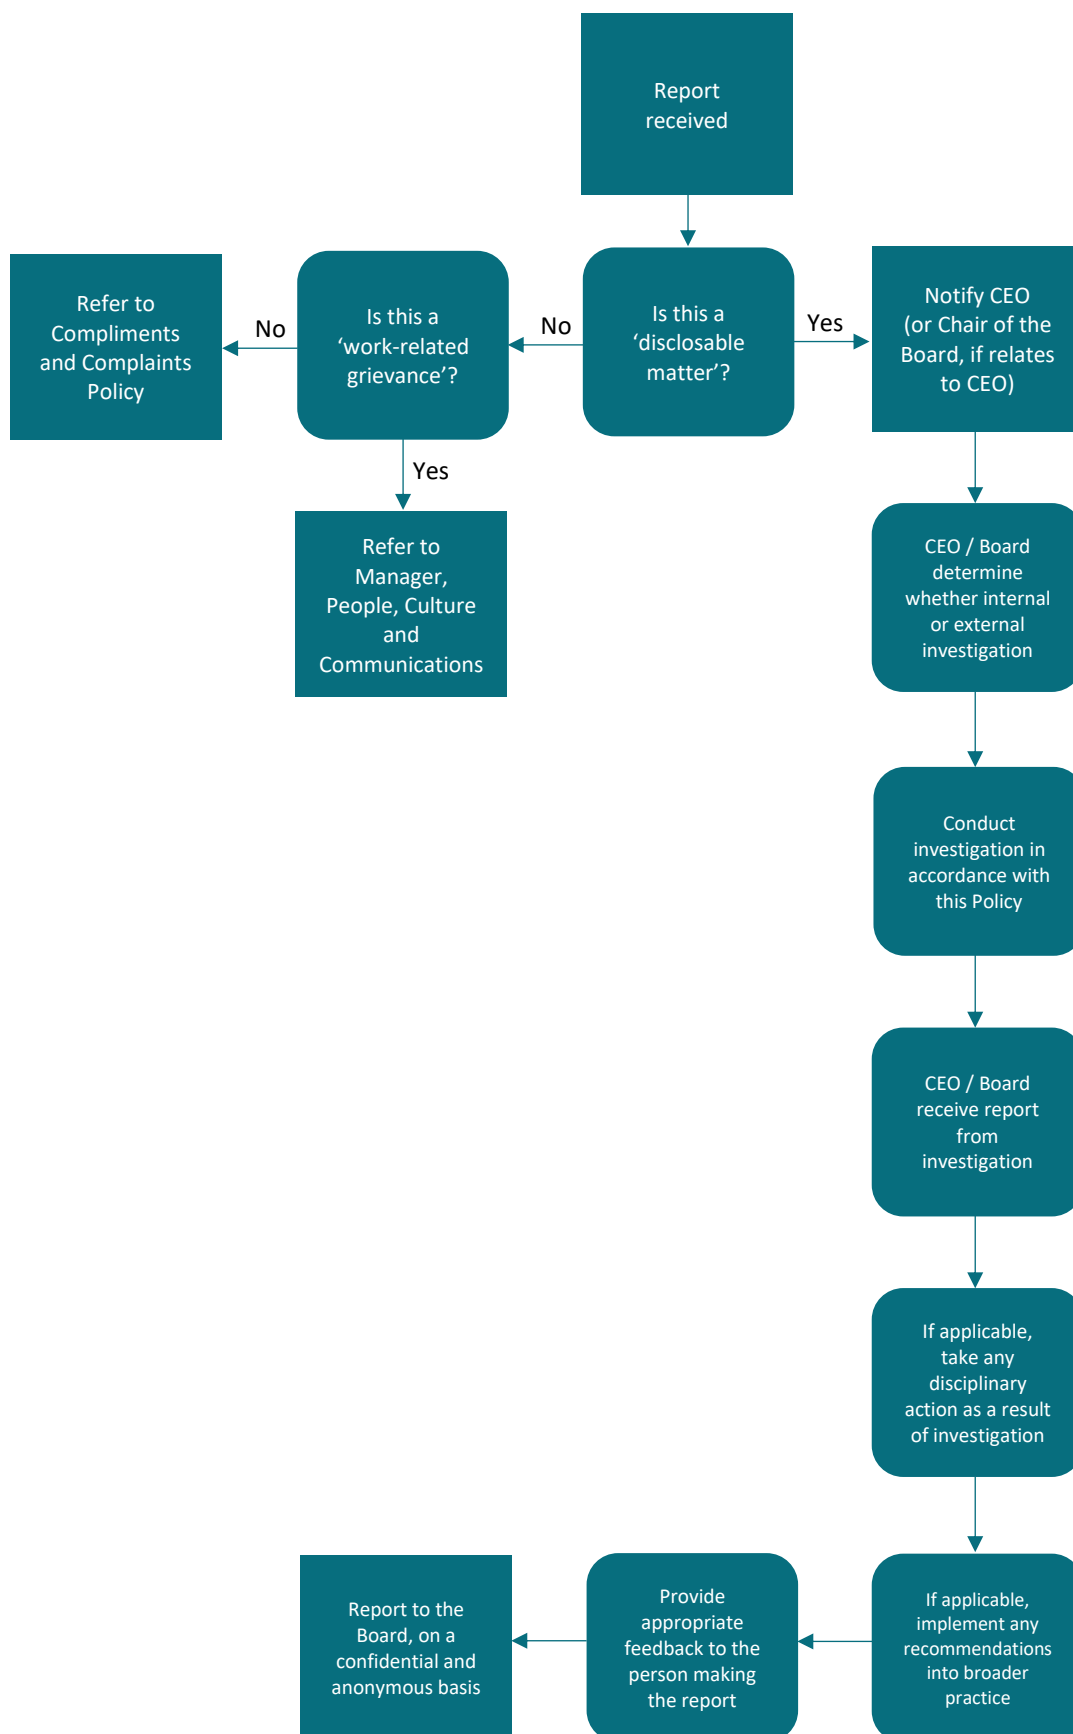 Report
received
Refer to
Compliments
and Complaints
Policy
No
Is this a
‘work-related
grievance’?
No
Is this a
‘disclosable
matter’?
Yes
Notify CEO
(or Chair of the
Board, if relates
to CEO)
Yes
Refer to
Manager,
People, Culture
and
Communications
CEO / Board
determine
whether internal
or external
investigation
Conduct
investigation in
accordance with
this Policy
CEO / Board
receive report
from
investigation
If applicable,
take any
disciplinary
action as a result
of investigation
If applicable,
implement any
recommendations
into broader
practice
Provide
appropriate
feedback to the
person making
the report
Report to the
Board, on a
confidential and
anonymous basis